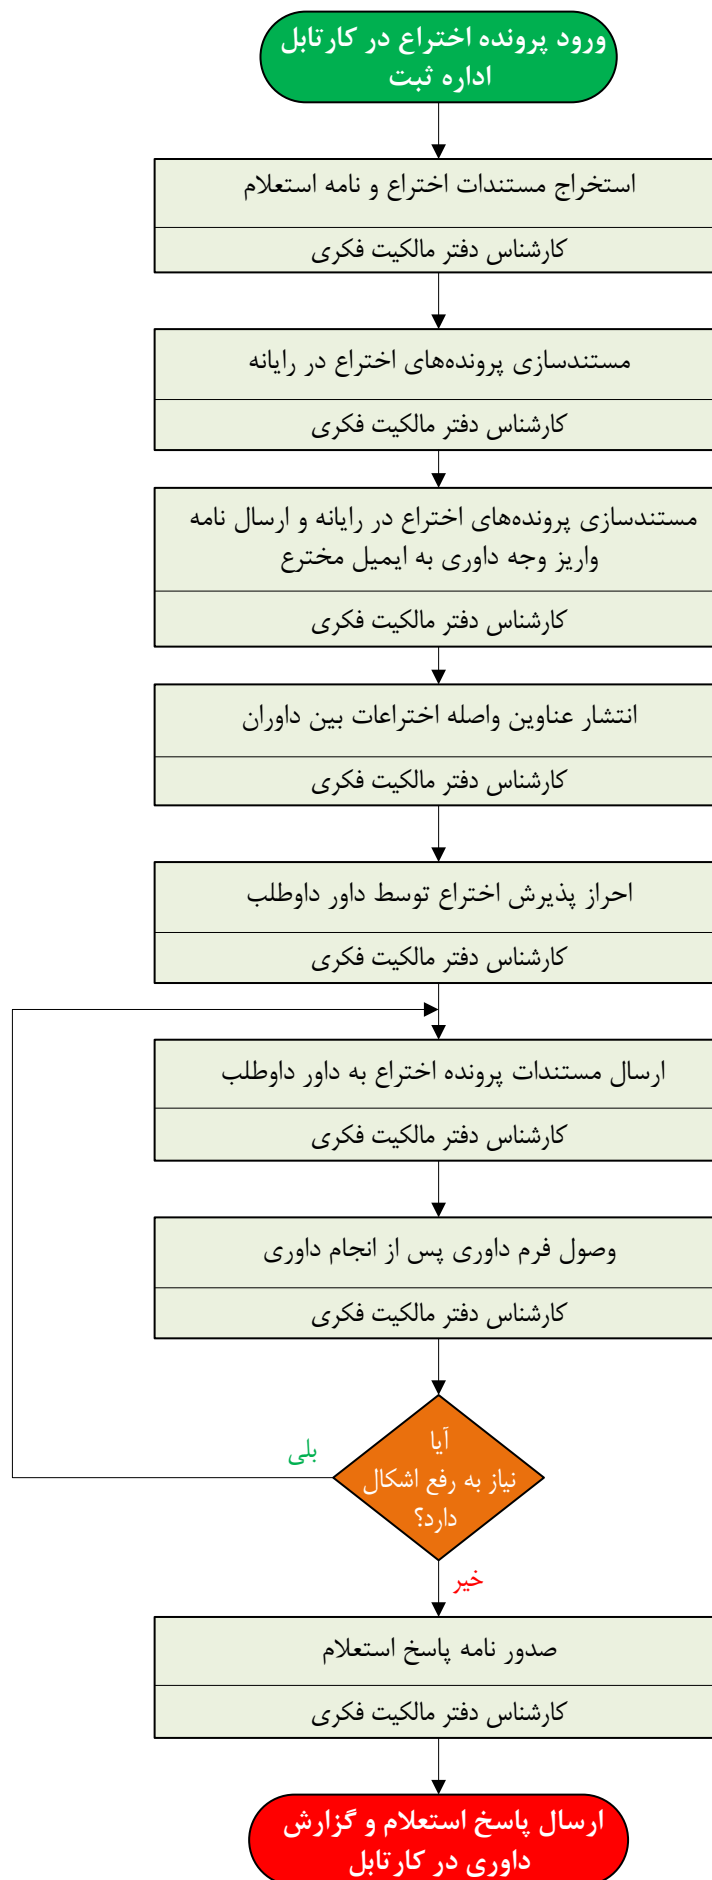 ورود پرونده اختراع در کارتابل
اداره ثبت
استخراج مستندات اختراع و نامه استعلام
کارشناس دفتر مالکیت فکری
مستندسازی پرونده‌های اختراع در رایانه
کارشناس دفتر مالکیت فکری
مستندسازی پرونده‌های اختراع در رایانه و ارسال نامه
واریز وجه داوری به ایمیل مخترع
کارشناس دفتر مالکیت فکری
انتشار عناوین واصله اختراعات بین داوران
کارشناس دفتر مالکیت فکری
احراز پذیرش اختراع توسط داور داوطلب
کارشناس دفتر مالکیت فکری
ارسال مستندات پرونده اختراع به داور داوطلب
کارشناس دفتر مالکیت فکری
وصول فرم داوری پس از انجام داوری
کارشناس دفتر مالکیت فکری
آیا
نیاز به رفع اشکال
دارد؟
بلی
خیر
صدور نامه پاسخ استعلام
کارشناس دفتر مالکیت فکری
ارسال پاسخ استعلام و گزارش
داوری در کارتابل